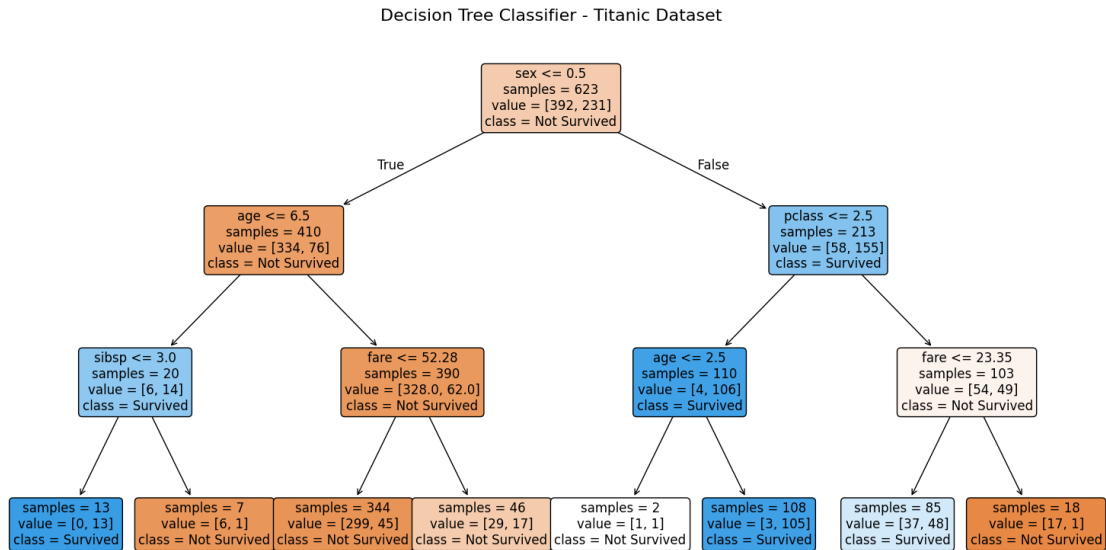 Decision Tree Classifier - Titanic Dataset
sex <= 0.5
samples = 623
value = [392, 231]
class = Not Survived
True
False
age <= 6.5
samples = 410
value = [334, 76]
class = Not Survived
pclass <= 2.5
samples = 213
value = [58, 155]
class = Survived
sibsp <= 3.0
samples = 20
value = [6, 14]
class = Survived
fare <= 52.28
samples = 390
value = [328.0, 62.0]
class = Not Survived
age <= 2.5
samples = 110
value = [4, 106]
class = Survived
fare <= 23.35
samples = 103
value = [54, 49]
class = Not Survived
samples = 13
value = [0, 13]
class = Survived
samples = 7
value = [6, 1]
class = Not Survived
samples = 344
value = [299, 45]
class = Not Survived
samples = 46
value = [29, 17]
class = Not Survived
samples = 2
value = [1, 1]
class = Not Survived
samples = 108
value = [3, 105]
class = Survived
samples = 85
value = [37, 48]
class = Survived
samples = 18
value = [17, 1]
class = Not Survived